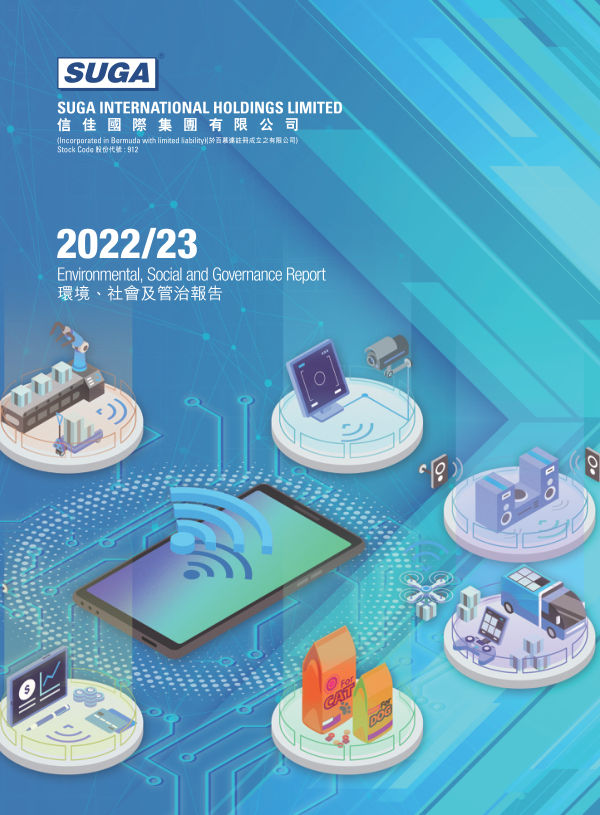 SUGA®
SUGA INTERNATIONAL HOLDINGS LIMITED
信佳國際集團有限公司
(Incorporated in Bermuda with limited liability)(於百慕達註冊成立之有限公司)
Stock Code 股份代號 : 912
2022/23
Environmental, Social and Governance Report
環境、社會及管治報告
$
For
CAT
For
DOG